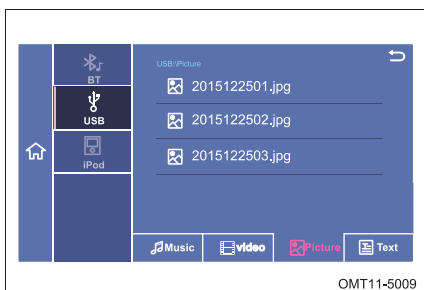 BT
USB
iPod
USB:\Picture
2015122501.jpg
2015122502.jpg
2015122503.jpg
Music
video
Picture
Text
OMT11-5009